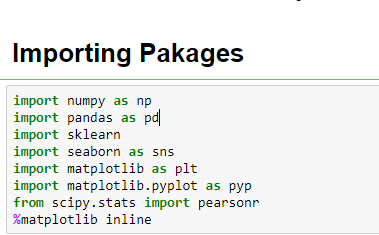 Importing Pakages
import numpy as np
import pandas as pd
import sklearn
import seaborn as sns
import matplotlib as plt
import matplotlib.pyplot as pyp
from scipy.stats import pearsonr
%matplotlib inline